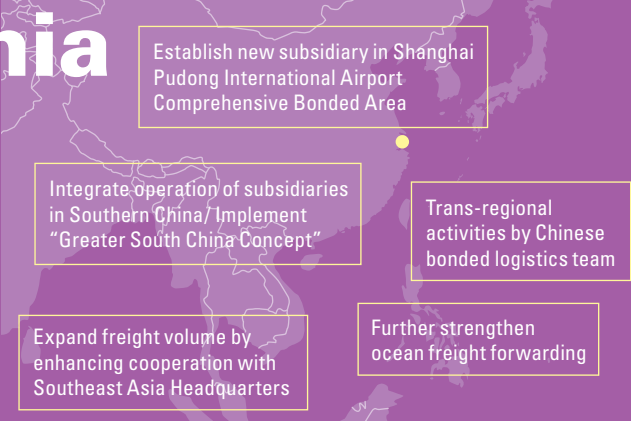 nia
Establish new subsidiary in Shanghai
Pudong International Airport
Comprehensive Bonded Area
Integrate operation of subsidiaries
in Southern China/ Implement
“Greater South China Concept”
Trans-regional
activities by Chinese
bonded logistics team
Further strengthen
ocean freight forwarding
Expand freight volume by
enhancing cooperation with
Southeast Asia Headquarters